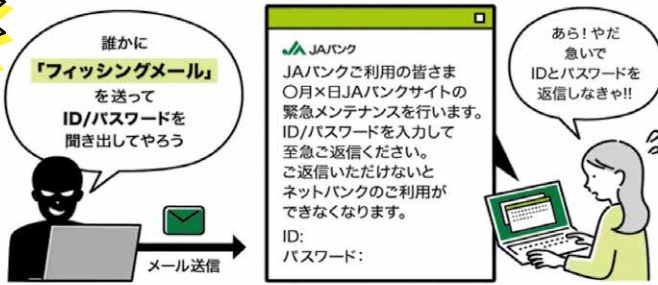 誰かに
「フィッシングメール」
を送って
ID/パスワードを
聞き出してやろう
メール送信
JAバンク
JAバンクご利用の皆さま
〇月×日JAバンクサイトの
緊急メンテナンスを行います。
ID/パスワードを入力して
至急ご返信ください。
ご返信いただけないと
ネットバンクのご利用が
できなくなります。
ID:
パスワード:
あら!やだ
急いで
IDとパスワードを
返信しなきゃ!!